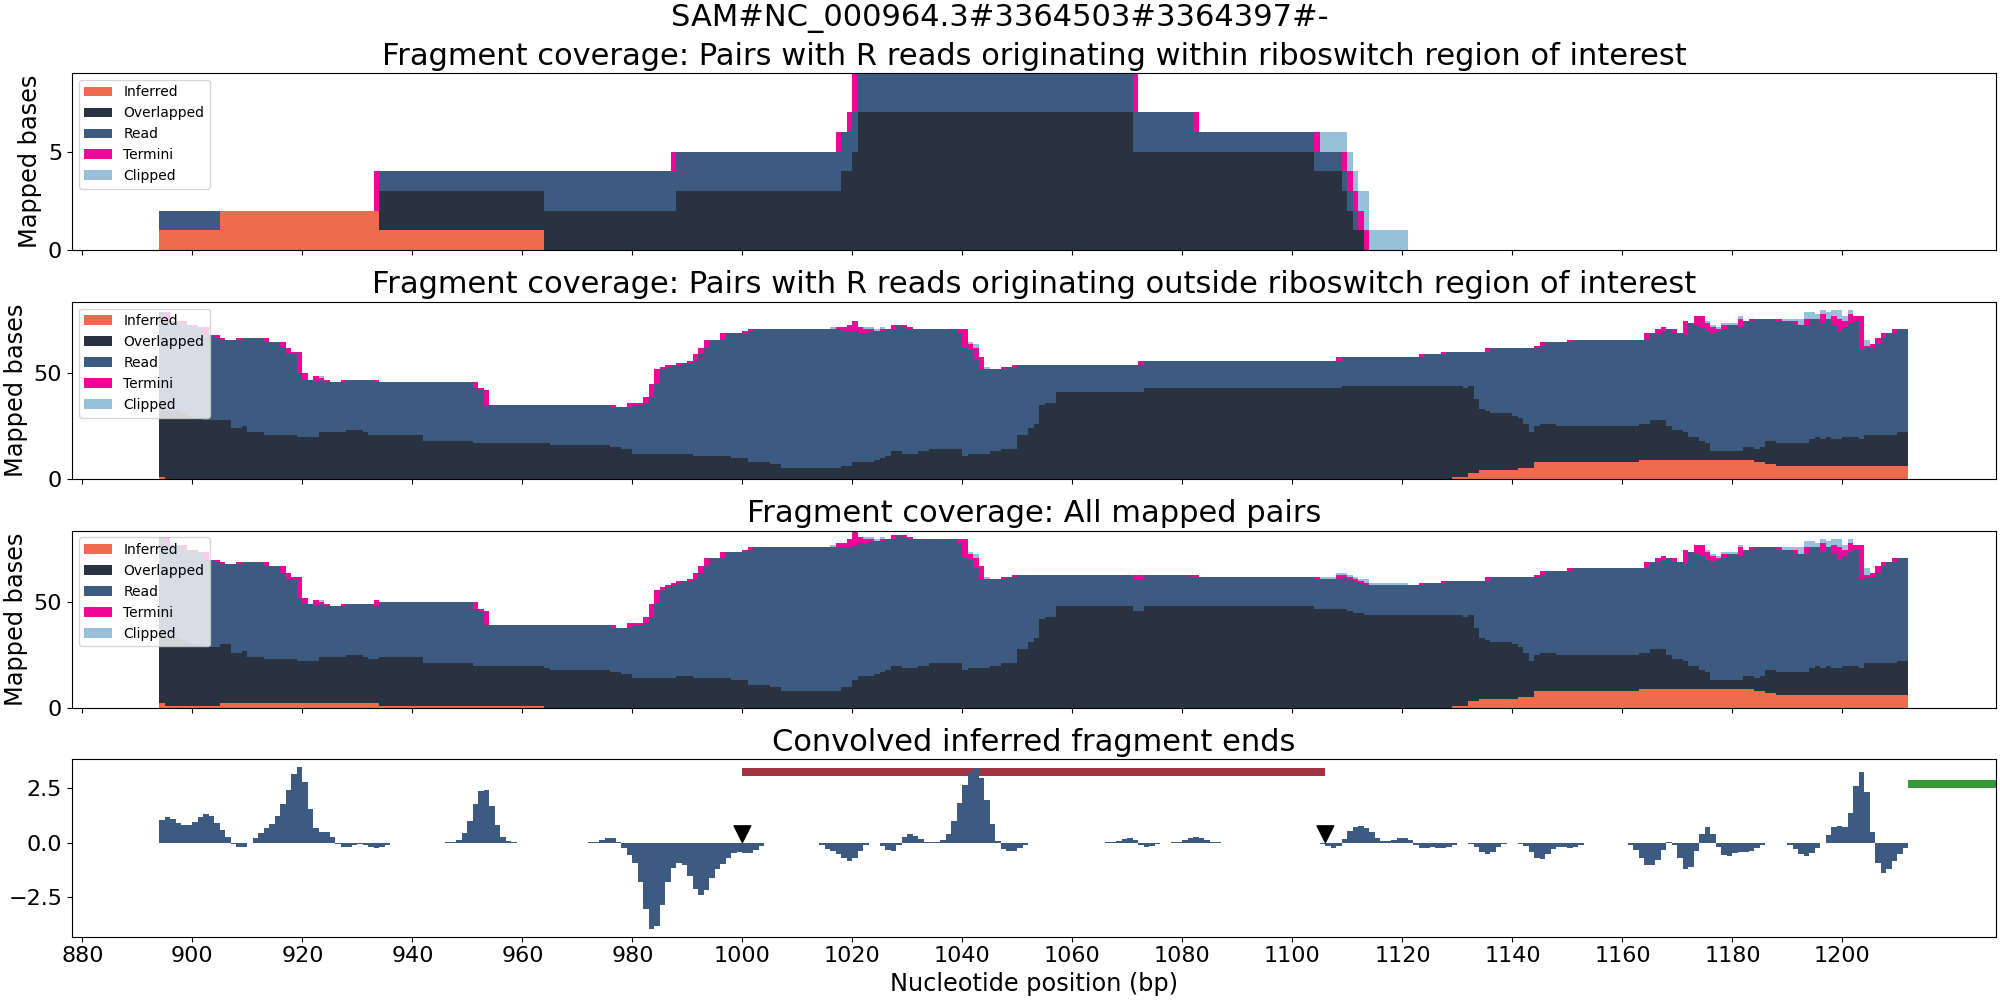 SAM#NC_000964.3#3364503#3364397#-
Fragment coverage: Pairs with R reads originating within riboswitch region of interest
Mapped bases
5
0
Inferred
Overlapped
Read
Termini
Clipped
Fragment coverage: Pairs with R reads originating outside riboswitch region of interest
Mapped bases
50
0
Inferred
Overlapped
Read
Termini
Clipped
Fragment coverage: All mapped pairs
Mapped bases
50
0
Inferred
Overlapped
Read
Termini
Clipped
Convolved inferred fragment ends
2.5
0.0
−2.5
880 900 920 940 960 980 1000 1020 1040 1060 1080 1100 1120 1140 1160 1180 1200
Nucleotide position (bp)